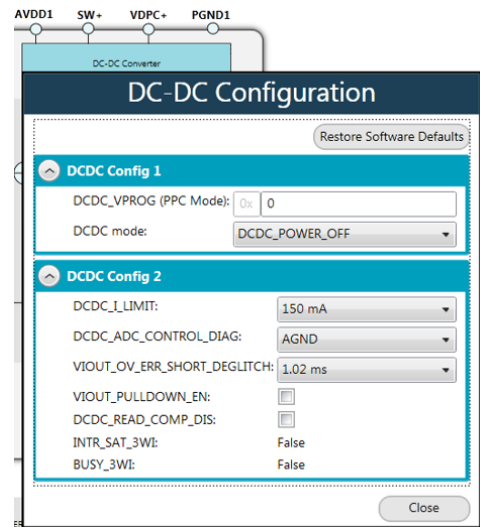 AVDD1 SW+ VDPC+ PGND1
DC-DC Converter
DC-DC Configuration
Restore Software Defaults
DCDC Config 1
DCDC_VPROG (PPC Mode): 0x 0
DCDC mode: DCDC_POWER_OFF
DCDC Config 2
DCDC_I_LIMIT: 150 mA
DCDC_ADC_CONTROL_DIAG: AGND
VIOUT_OV_ERR_SHORT_DEGLITCH: 1.02 ms
VIOUT_PULLDOWN_EN:
DCDC_READ_COMP_DIS:
INTR_SAT_3WI: False
BUSY_3WI: False
Close